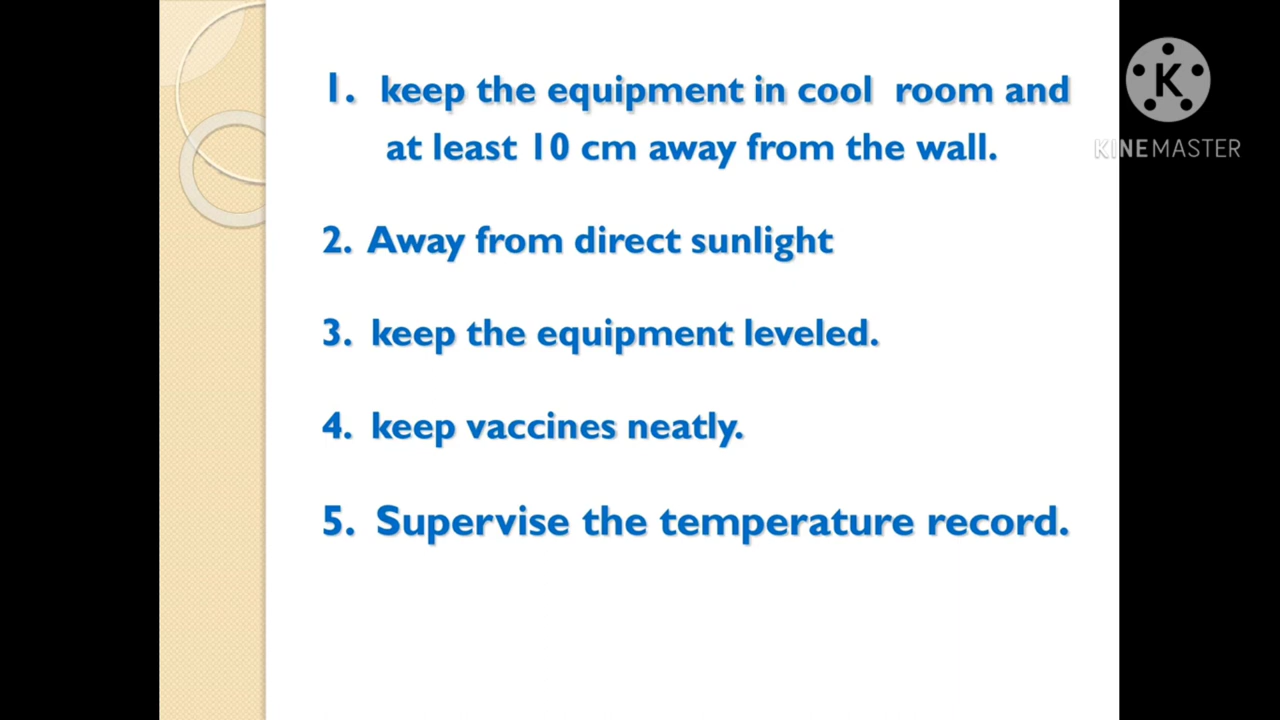 1. keep the equipment in cool room and
at least 10 cm away from the wall.
2. Away from direct sunlight
3. keep the equipment leveled.
4. keep vaccines neatly.
5. Supervise the temperature record.
K
KINEMASTER